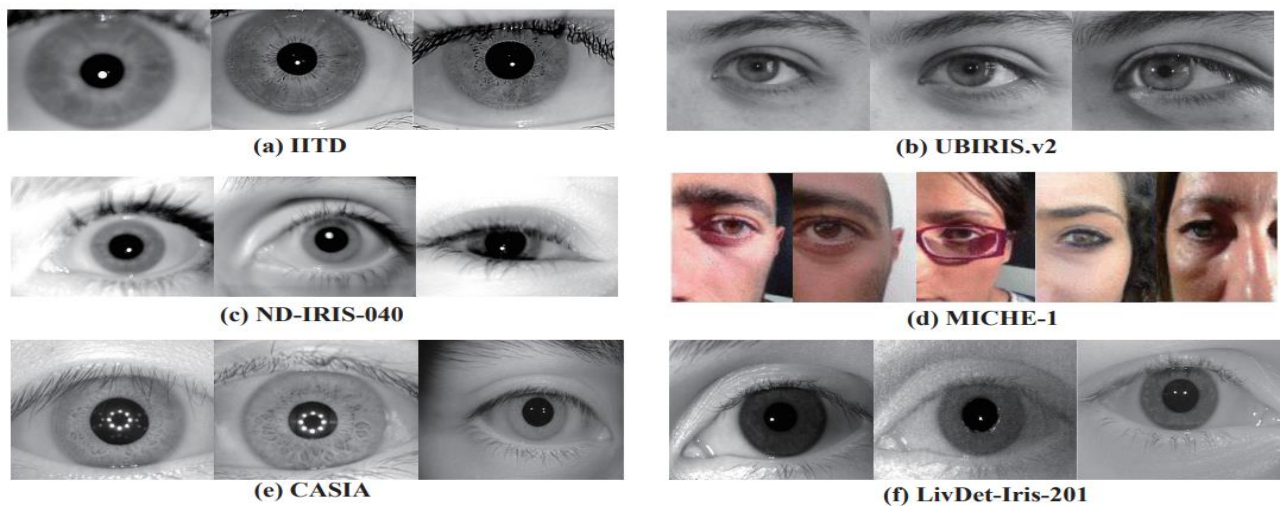 (a) IITD
(b) UBIRIS.v2
(c) ND-IRIS-040
(d) MICHE-1
(e) CASIA
(f) LivDet-Iris-201